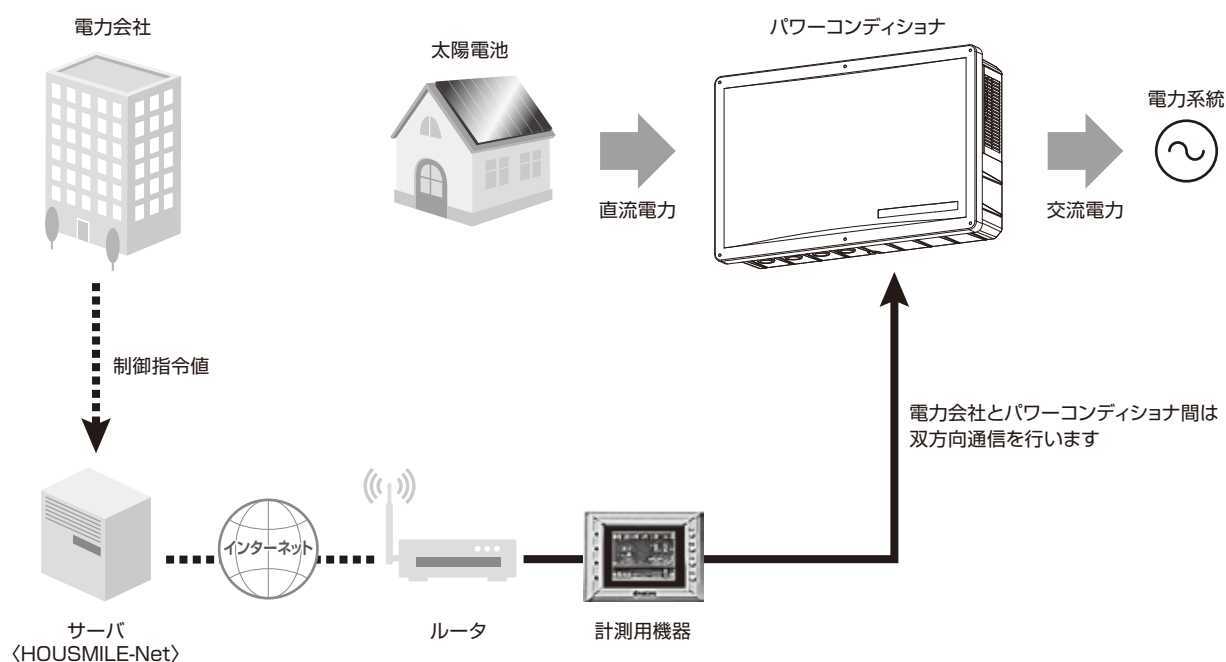 電力会社
太陽電池
パワーコンディショナ
電力系統
直流電力
交流電力
制御指令値
電力会社とパワーコンディショナ間は
双方向通信を行います
インターネット
サーバ
〈HOUSMILE-Net〉
ルータ
計測用機器